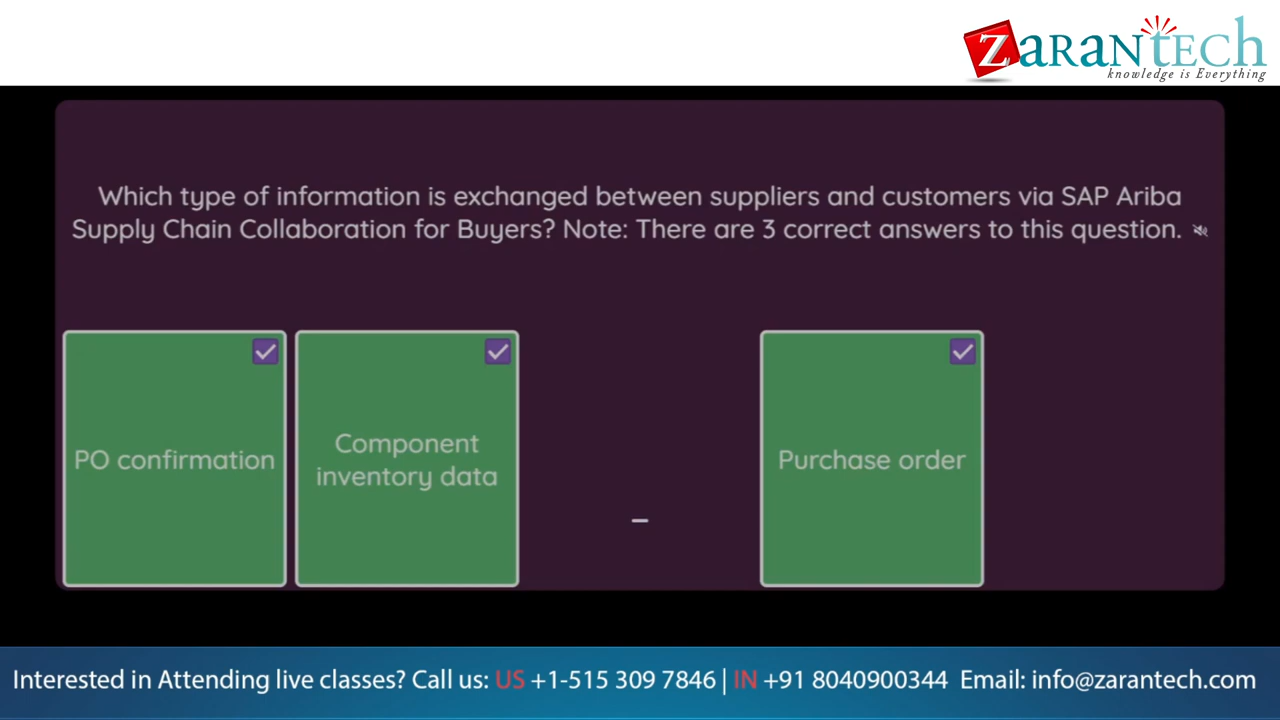 ZARANTECH
knowledge is Everything
Which type of information is exchanged between suppliers and customers via SAP Ariba
Supply Chain Collaboration for Buyers? Note: There are 3 correct answers to this question.
PO confirmation
Component
inventory data
Purchase order
Interested in Attending live classes? Call us: US +1-515 309 7846 | IN +91 8040900344 Email: info@zarantech.com